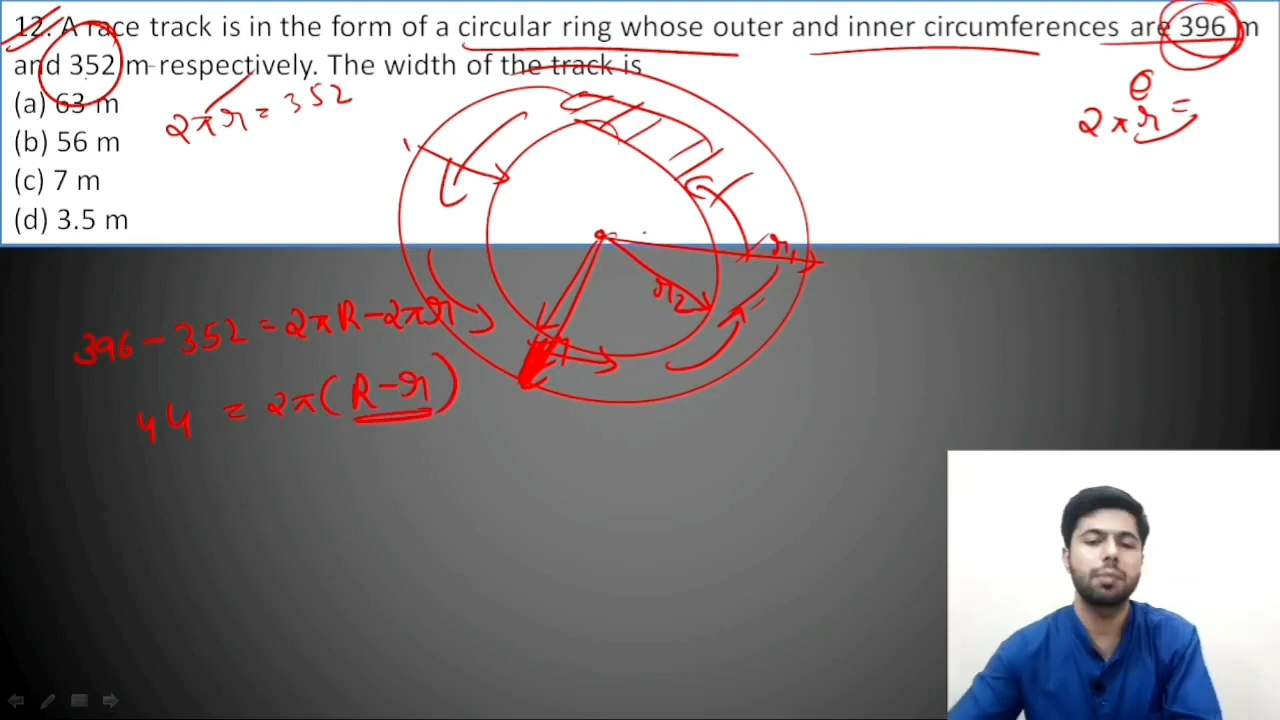 12. A race track is in the form of a circular ring whose outer and inner circumferences are 396 m
and 352 m respectively. The width of the track is
(a) 63 m
(b) 56 m
(c) 7 m
(d) 3.5 m
2πr = 352
2πr =
r₁
r₂
396 - 352 = 2πR - 2πr
44 = 2π(R-r)